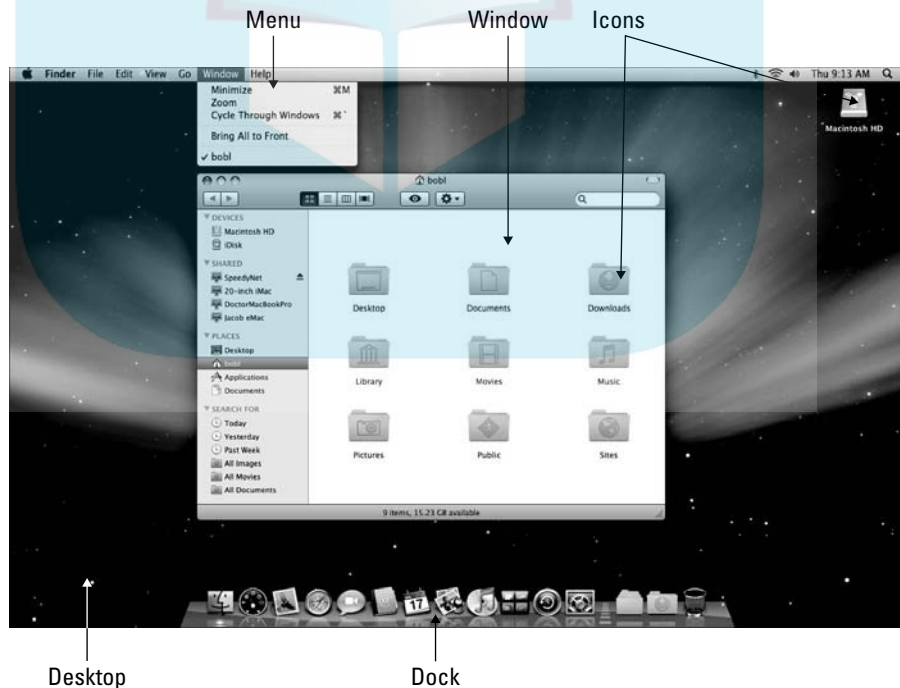 Menu Window Icons
Finder File Edit View Go Window Help Thu 9:13 AM
Minimize ⌘M
Zoom
Cycle Through Windows ⌘`
Bring All to Front
✓ bobl
Macintosh HD
bobl
DEVICES
Macintosh HD
iDisk
SHARED
SpeedyNet
20-inch iMac
DoctorMacBookPro
Jacob eMac
PLACES
Desktop
bobl
Applications
Documents
SEARCH FOR
Today
Yesterday
Past Week
All Images
All Movies
All Documents
Desktop Documents Downloads
Library Movies Music
Pictures Public Sites
9 items, 15.23 GB available
17
Desktop Dock